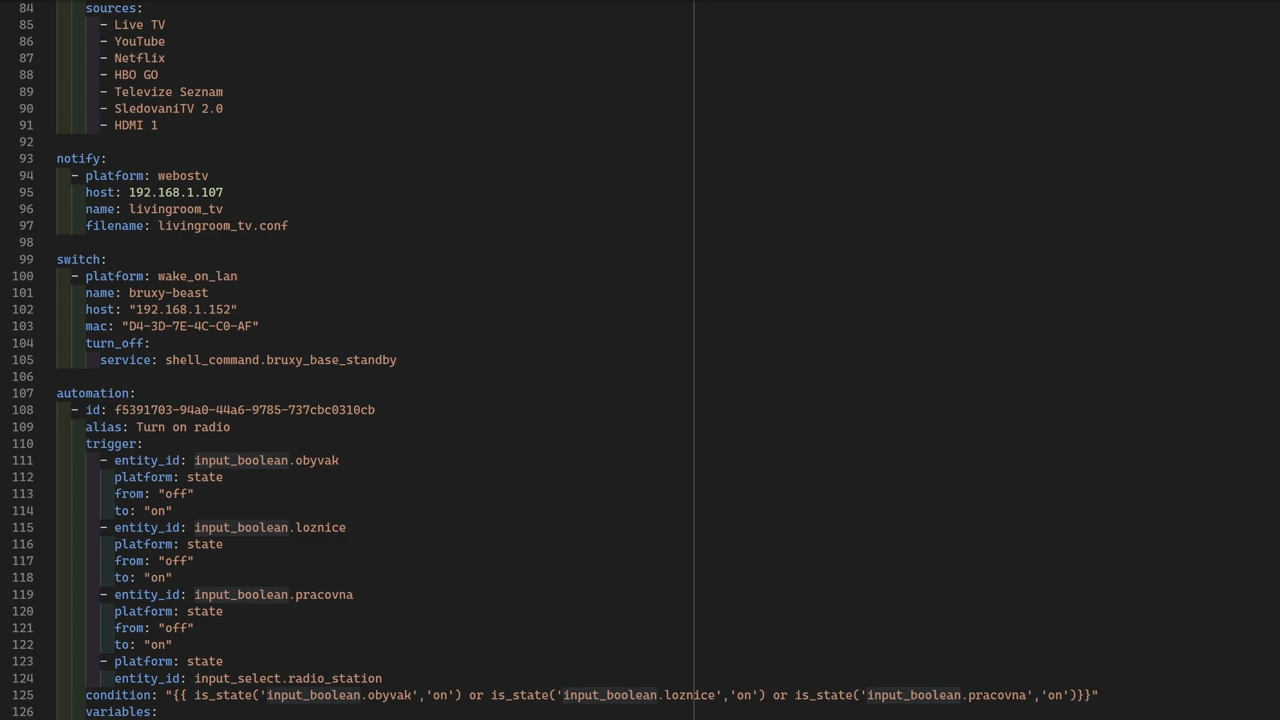 84 sources:
85 - Live TV
86 - YouTube
87 - Netflix
88 - HBO GO
89 - Televize Seznam
90 - SledovaniTV 2.0
91 - HDMI 1
92
93 notify:
94 - platform: webostv
95 host: 192.168.1.107
96 name: livingroom_tv
97 filename: livingroom_tv.conf
98
99 switch:
100 - platform: wake_on_lan
101 name: bruxy-beast
102 host: "192.168.1.152"
103 mac: "D4-3D-7E-4C-C0-AF"
104 turn_off:
105 service: shell_command.bruxy_base_standby
106
107 automation:
108 - id: f5391703-94a0-44a6-9785-737cbc0310cb
109 alias: Turn on radio
110 trigger:
111 - entity_id: input_boolean.obyvak
112 platform: state
113 from: "off"
114 to: "on"
115 - entity_id: input_boolean.loznice
116 platform: state
117 from: "off"
118 to: "on"
119 - entity_id: input_boolean.pracovna
120 platform: state
121 from: "off"
122 to: "on"
123 - platform: state
124 entity_id: input_select.radio_station
125 condition: "{{ is_state('input_boolean.obyvak','on') or is_state('input_boolean.loznice','on') or is_state('input_boolean.pracovna','on')}}"
126 variables: